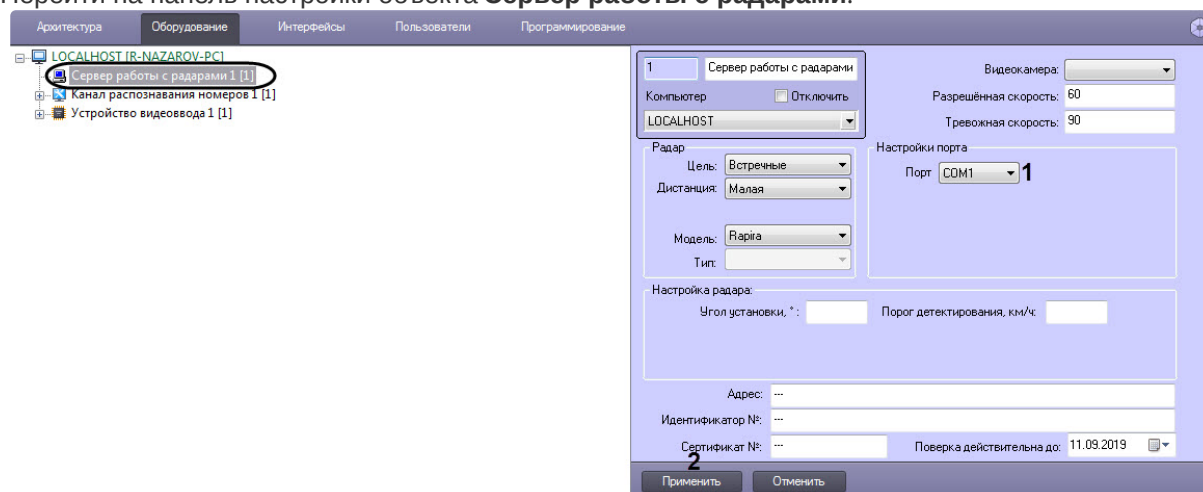 Перейти на панель настройки объекта Сервер работы с радарами.
Архитектура Оборудование Интерфейсы Пользователи Программирование
LOCALHOST [R-NAZAROV-PC]
Сервер работы с радарами 1 [1]
Канал распознавания номеров 1 [1]
Устройство видеоввода 1 [1]
1 Сервер работы с радарами
Компьютер Отключить
LOCALHOST
Видеокамера:
Разрешённая скорость: 60
Тревожная скорость: 90
Радар
Цель: Встречные
Дистанция: Малая
Модель: Rapira
Тип:
Настройки порта
Порт COM1 1
Настройка радара:
Угол установки, ° : Порог детектирования, км/ч:
Адрес: ---
Идентификатор №: ---
Сертификат №: --- Поверка действительна до: 11.09.2019
2
Применить Отменить